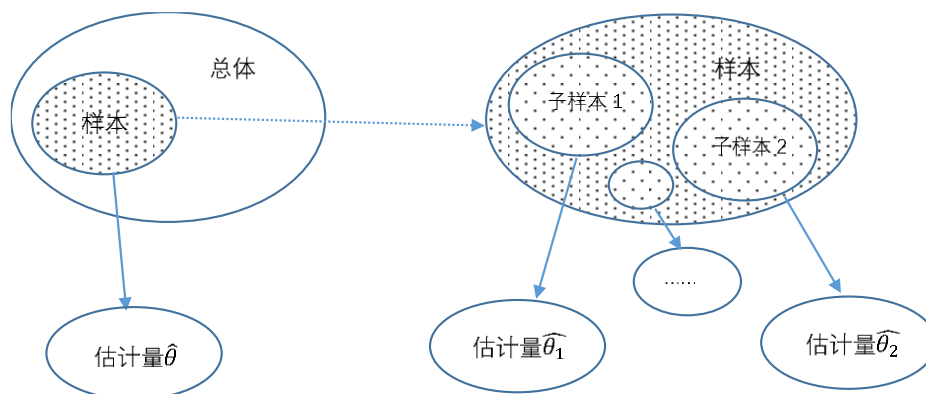 总体
样本
样本
子样本 1
子样本 2
……
估计量θ̂
估计量θ₁̂
估计量θ₂̂